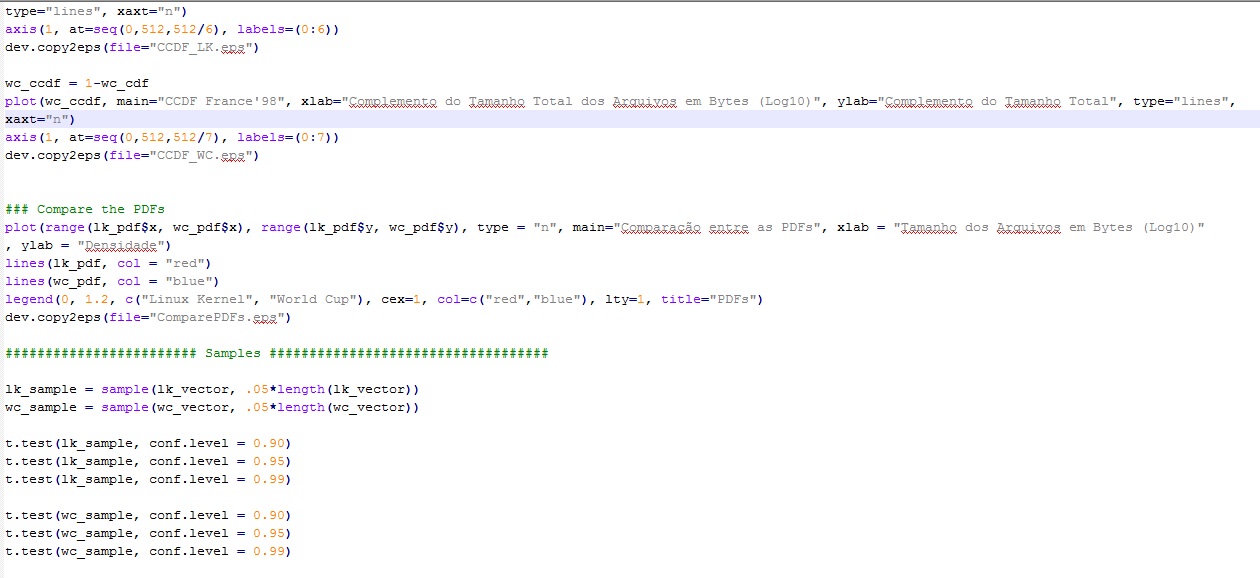 type="lines", xaxt="n")
axis(1, at=seq(0,512,512/6), labels=(0:6))
dev.copy2eps(file="CCDF_LK.eps")
wc_ccdf = 1-wc_cdf
plot(wc_ccdf, main="CCDF France'98", xlab="Complemento do Tamanho Total dos Arquivos em Bytes (Log10)", ylab="Complemento do Tamanho Total", type="lines",
xaxt="n")
axis(1, at=seq(0,512,512/7), labels=(0:7))
dev.copy2eps(file="CCDF_WC.eps")
### Compare the PDFs
plot(range(lk_pdf$x, wc_pdf$x), range(lk_pdf$y, wc_pdf$y), type = "n", main="Comparação entre as PDFs", xlab = "Tamanho dos Arquivos em Bytes (Log10)"
, ylab = "Densidade")
lines(lk_pdf, col = "red")
lines(wc_pdf, col = "blue")
legend(0, 1.2, c("Linux Kernel", "World Cup"), cex=1, col=c("red","blue"), lty=1, title="PDFs")
dev.copy2eps(file="ComparePDFs.eps")
######################## Samples ###################################
lk_sample = sample(lk_vector, .05*length(lk_vector))
wc_sample = sample(wc_vector, .05*length(wc_vector))
t.test(lk_sample, conf.level = 0.90)
t.test(lk_sample, conf.level = 0.95)
t.test(lk_sample, conf.level = 0.99)
t.test(wc_sample, conf.level = 0.90)
t.test(wc_sample, conf.level = 0.95)
t.test(wc_sample, conf.level = 0.99)